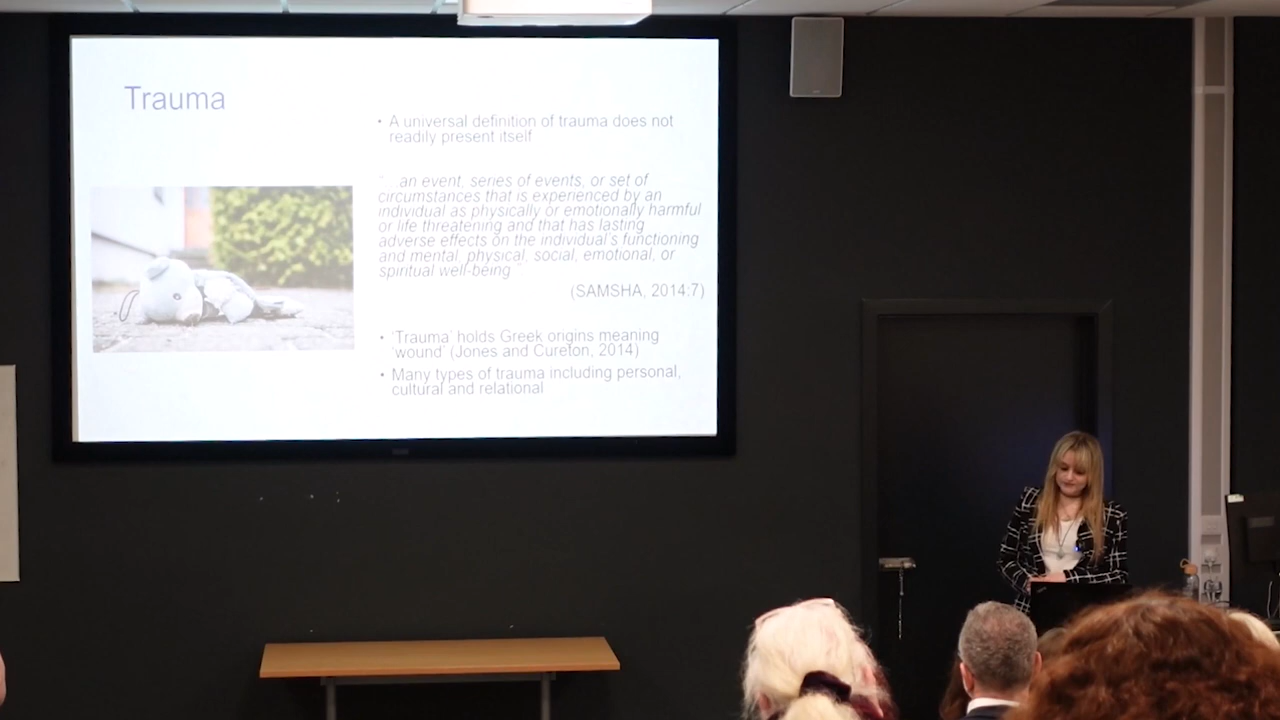 Trauma
• A universal definition of trauma does not
readily present itself
"...an event, series of events, or set of
circumstances that is experienced by an
individual as physically or emotionally harmful
or life threatening and that has lasting
adverse effects on the individual's functioning
and mental, physical, social, emotional, or
spiritual well-being"
(SAMSHA, 2014:7)
• 'Trauma' holds Greek origins meaning
'wound' (Jones and Cureton, 2014)
• Many types of trauma including personal,
cultural and relational